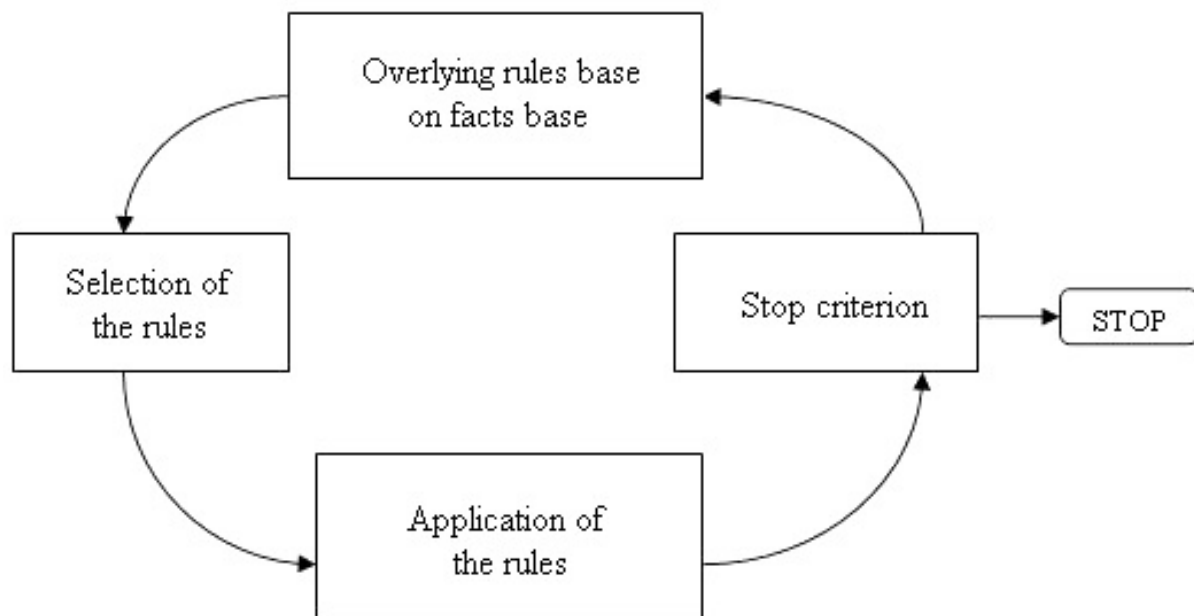 Overlying rules base
on facts base
Selection of
the rules
Stop criterion
STOP
Application of
the rules